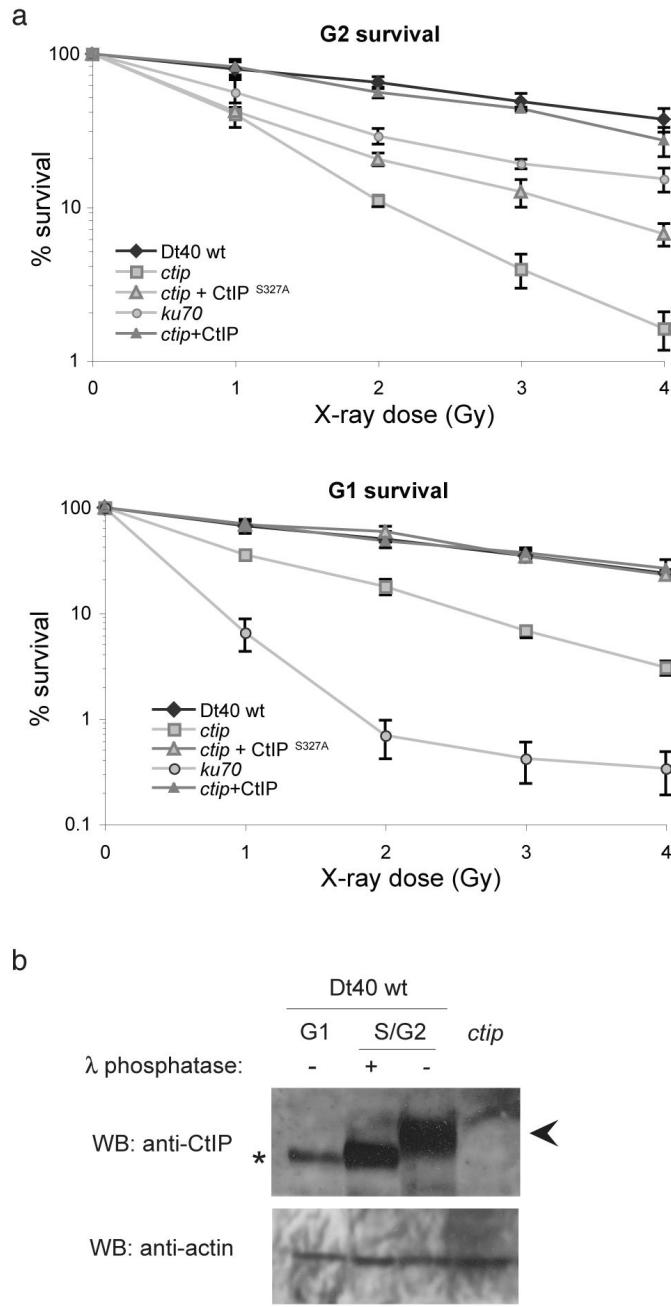 a
G2 survival
100
10
1
% survival
Dt40 wt
ctip
ctip + CtIP S327A
ku70
ctip+CtIP
0 1 2 3 4
X-ray dose (Gy)
G1 survival
100
10
1
0.1
% survival
Dt40 wt
ctip
ctip + CtIP S327A
ku70
ctip+CtIP
0 1 2 3 4
X-ray dose (Gy)
b
Dt40 wt
G1 S/G2 ctip
λ phosphatase: - + -
WB: anti-CtIP *
WB: anti-actin